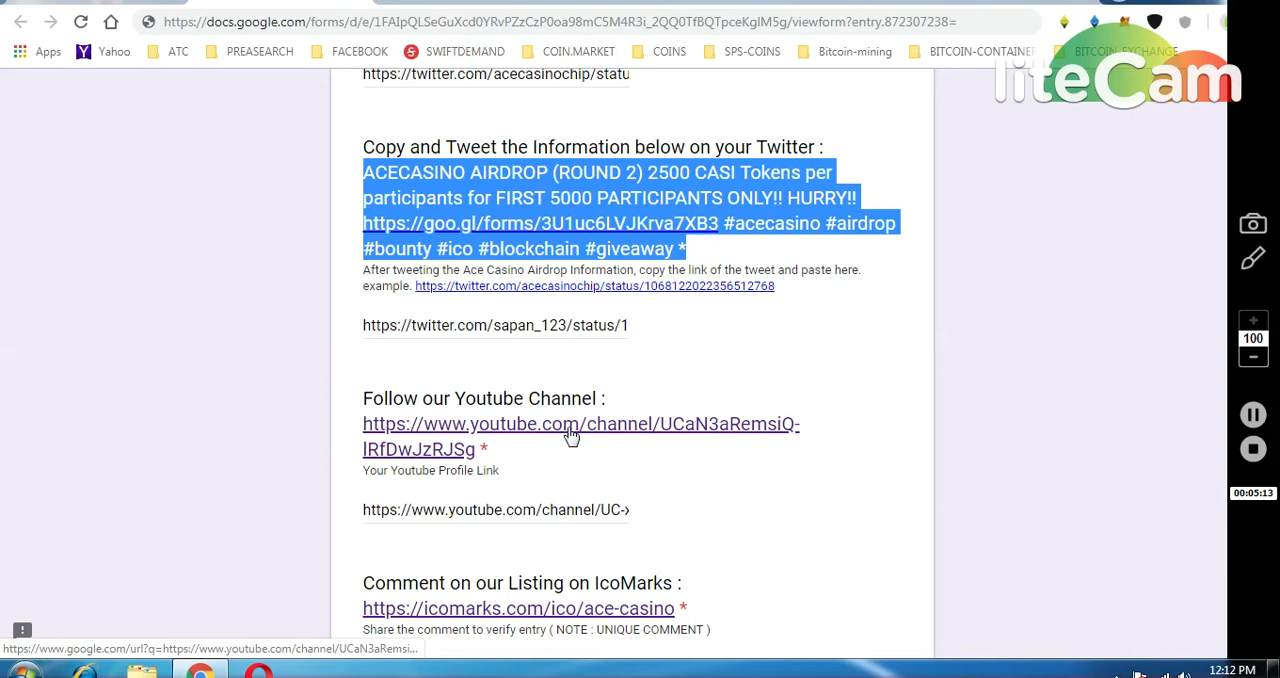 https://docs.google.com/forms/d/e/1FAIpQLSeGuXcd0YRvPZzCzP0oa98mC5M4R3i_2QQ0TfBQTpceKgIM5g/viewform?entry.872307238=
Apps Yahoo ATC PREASEARCH FACEBOOK SWIFTDEMAND COIN.MARKET COINS SPS-COINS Bitcoin-mining BITCOIN-CONTAINE BITCOIN-EXCHANGE
liteCam
https://twitter.com/acecasinochip/statu
Copy and Tweet the Information below on your Twitter :
ACECASINO AIRDROP (ROUND 2) 2500 CASI Tokens per
participants for FIRST 5000 PARTICIPANTS ONLY!! HURRY!!
https://goo.gl/forms/3U1uc6LVJKrva7XB3 #acecasino #airdrop
#bounty #ico #blockchain #giveaway *
After tweeting the Ace Casino Airdrop Information, copy the link of the tweet and paste here.
example. https://twitter.com/acecasinochip/status/1068122022356512768
https://twitter.com/sapan_123/status/1
100
Follow our Youtube Channel :
https://www.youtube.com/channel/UCaN3aRemsiQ-
lRfDwJzRJSg *
Your Youtube Profile Link
00:05:13
https://www.youtube.com/channel/UC-x
Comment on our Listing on IcoMarks :
https://icomarks.com/ico/ace-casino *
Share the comment to verify entry ( NOTE : UNIQUE COMMENT )
https://www.google.com/url?q=https://www.youtube.com/channel/UCaN3aRemsi...
12:12 PM